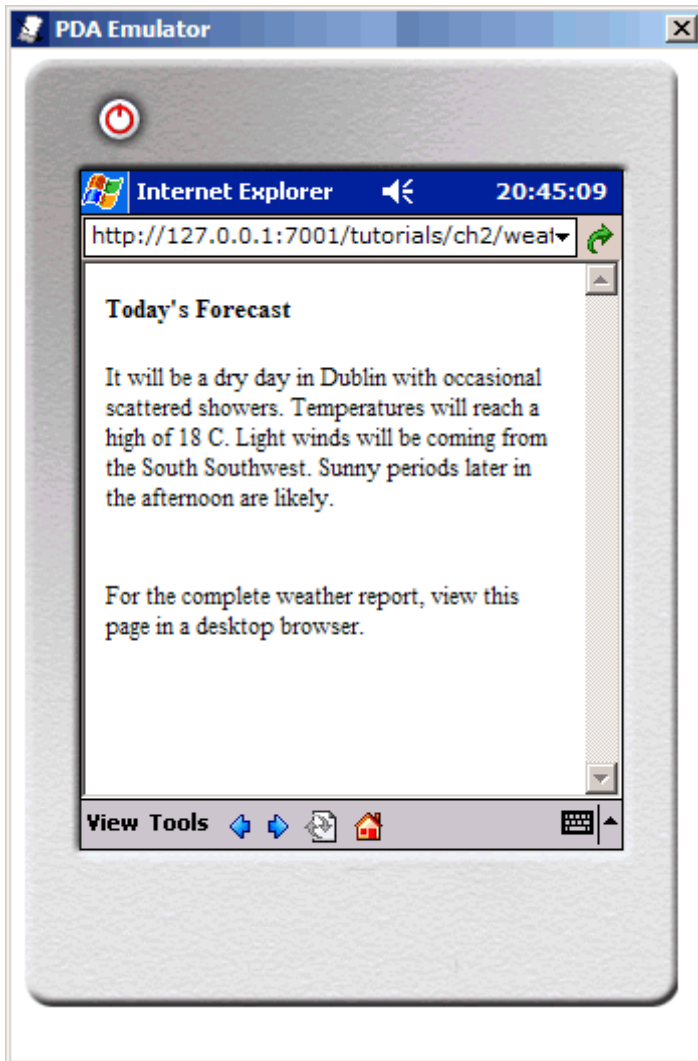 PDA Emulator
Internet Explorer 20:45:09
http://127.0.0.1:7001/tutorials/ch2/weat
Today's Forecast
It will be a dry day in Dublin with occasional
scattered showers. Temperatures will reach a
high of 18 C. Light winds will be coming from
the South Southwest. Sunny periods later in
the afternoon are likely.
For the complete weather report, view this
page in a desktop browser.
View Tools